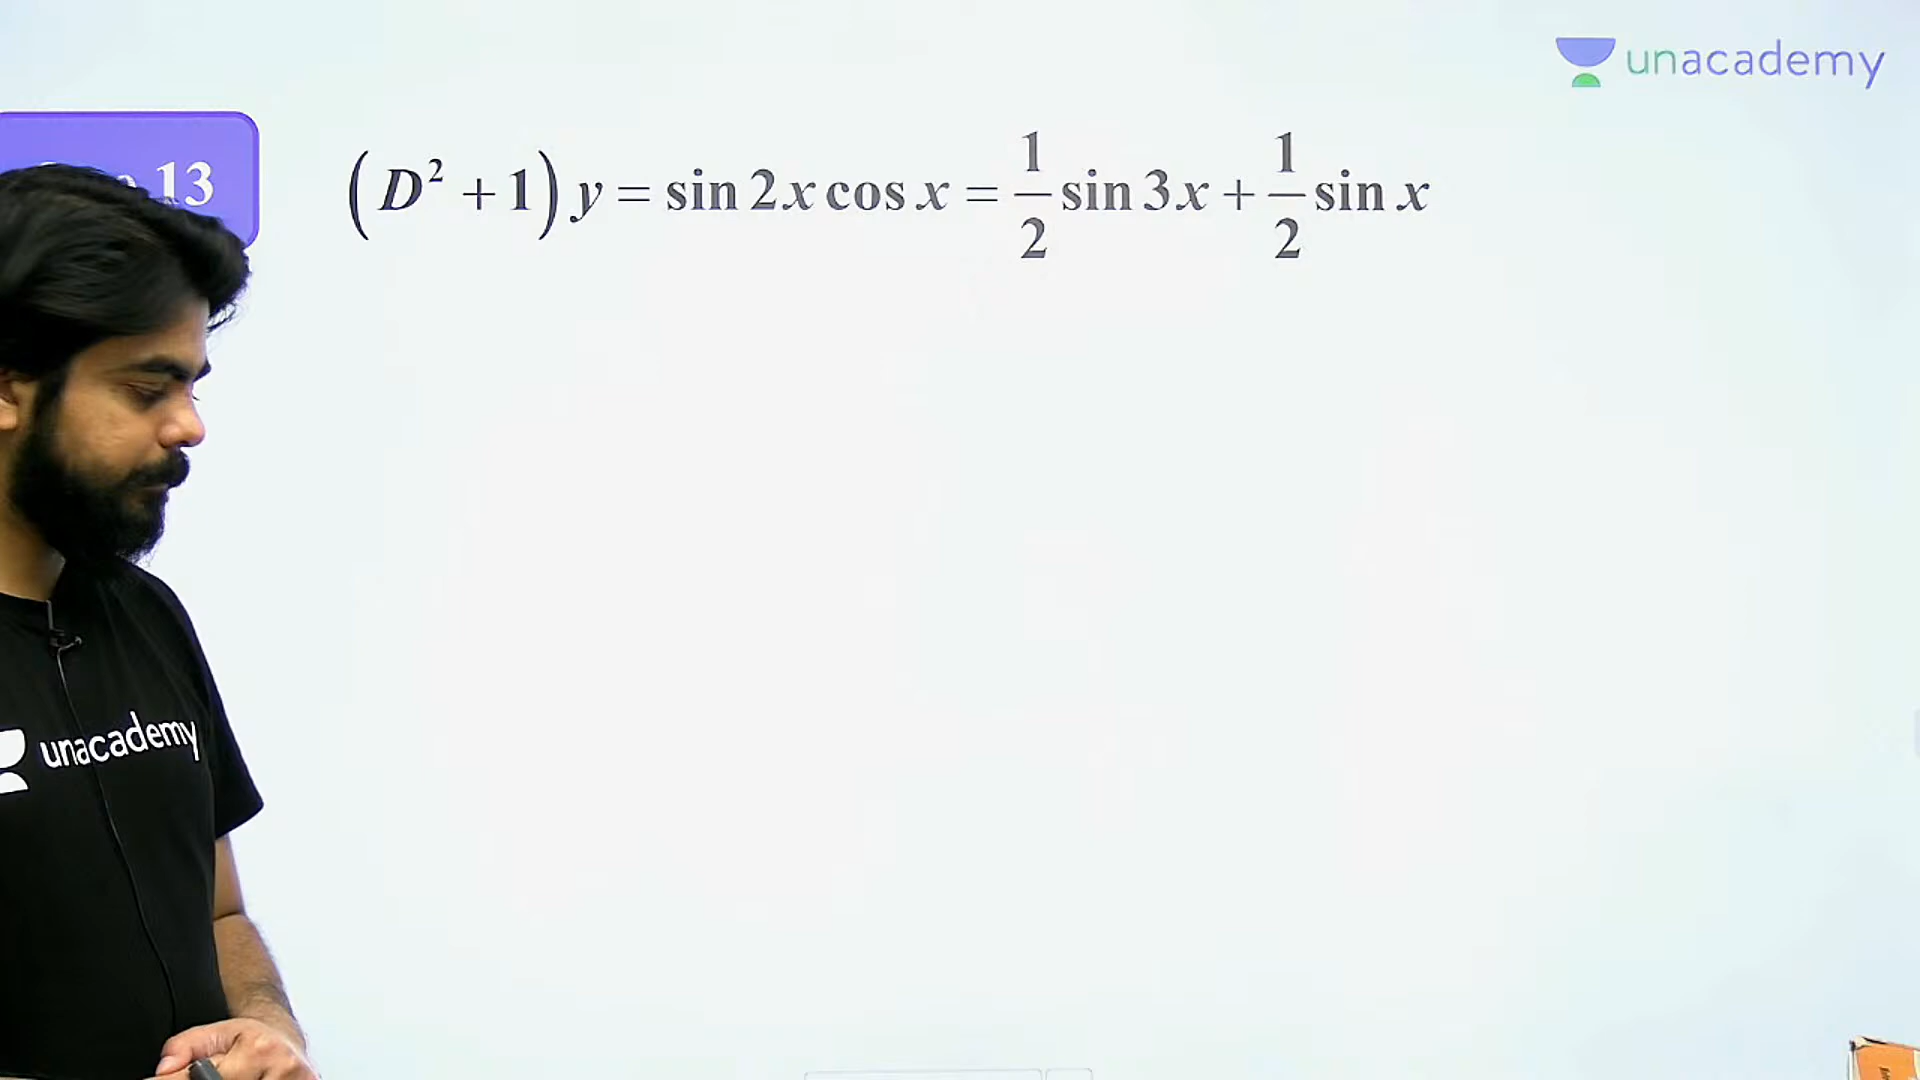 unacademy
13
(D² + 1) y = sin 2x cos x = 1/2 sin 3x + 1/2 sin x
unacademy